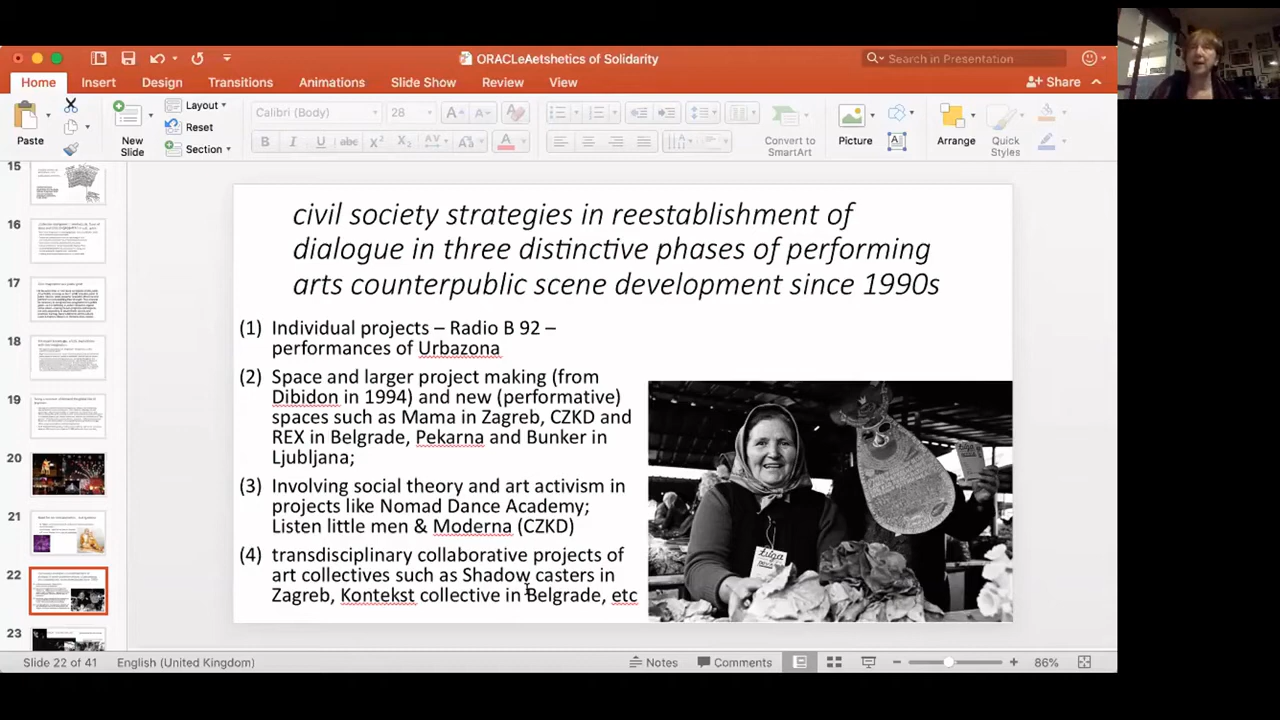 ORACLeAetshetics of Solidarity
Search in Presentation
Home Insert Design Transitions Animations Slide Show Review View Share
Paste
New
Slide
Layout
Reset
Section
Calibri (Body) 28
Convert to
SmartArt
Picture
Arrange
Quick
Styles
15
16
17
18
19
20
21
22
23
civil society strategies in reestablishment of
dialogue in three distinctive phases of performing
arts counterpublic scene development since 1990s
(1) Individual projects – Radio B 92 –
performances of Urbazona
(2) Space and larger project making (from
Dibidon in 1994) and new (performative)
spaces such as Mama in Zagreb, CZKD and
REX in Belgrade, Pekarna and Bunker in
Ljubljana;
(3) Involving social theory and art activism in
projects like Nomad Dance Academy;
Listen little men & Moderna (CZKD)
(4) transdisciplinary collaborative projects of
art collectives such as Shadow casters in
Zagreb, Kontekst collection in Belgrade, etc
Slide 22 of 41 English (United Kingdom) Notes Comments 86%